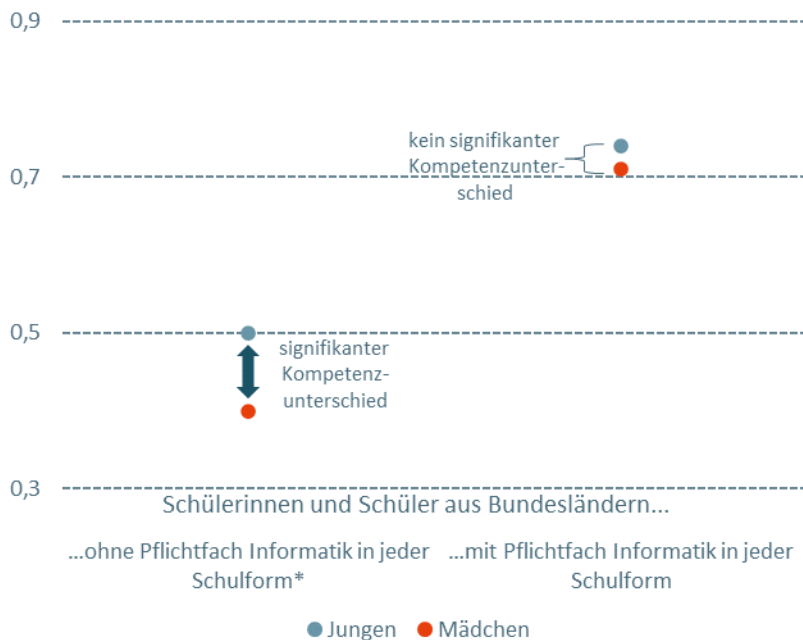 0,9
kein signifikanter
Kompetenzunter-
schied
0,7
0,5
signifikanter
Kompetenz-
unterschied
0,3
Schülerinnen und Schüler aus Bundesländern...
...ohne Pflichtfach Informatik in jeder
Schulform*
...mit Pflichtfach Informatik in jeder
Schulform
Jungen
Mädchen